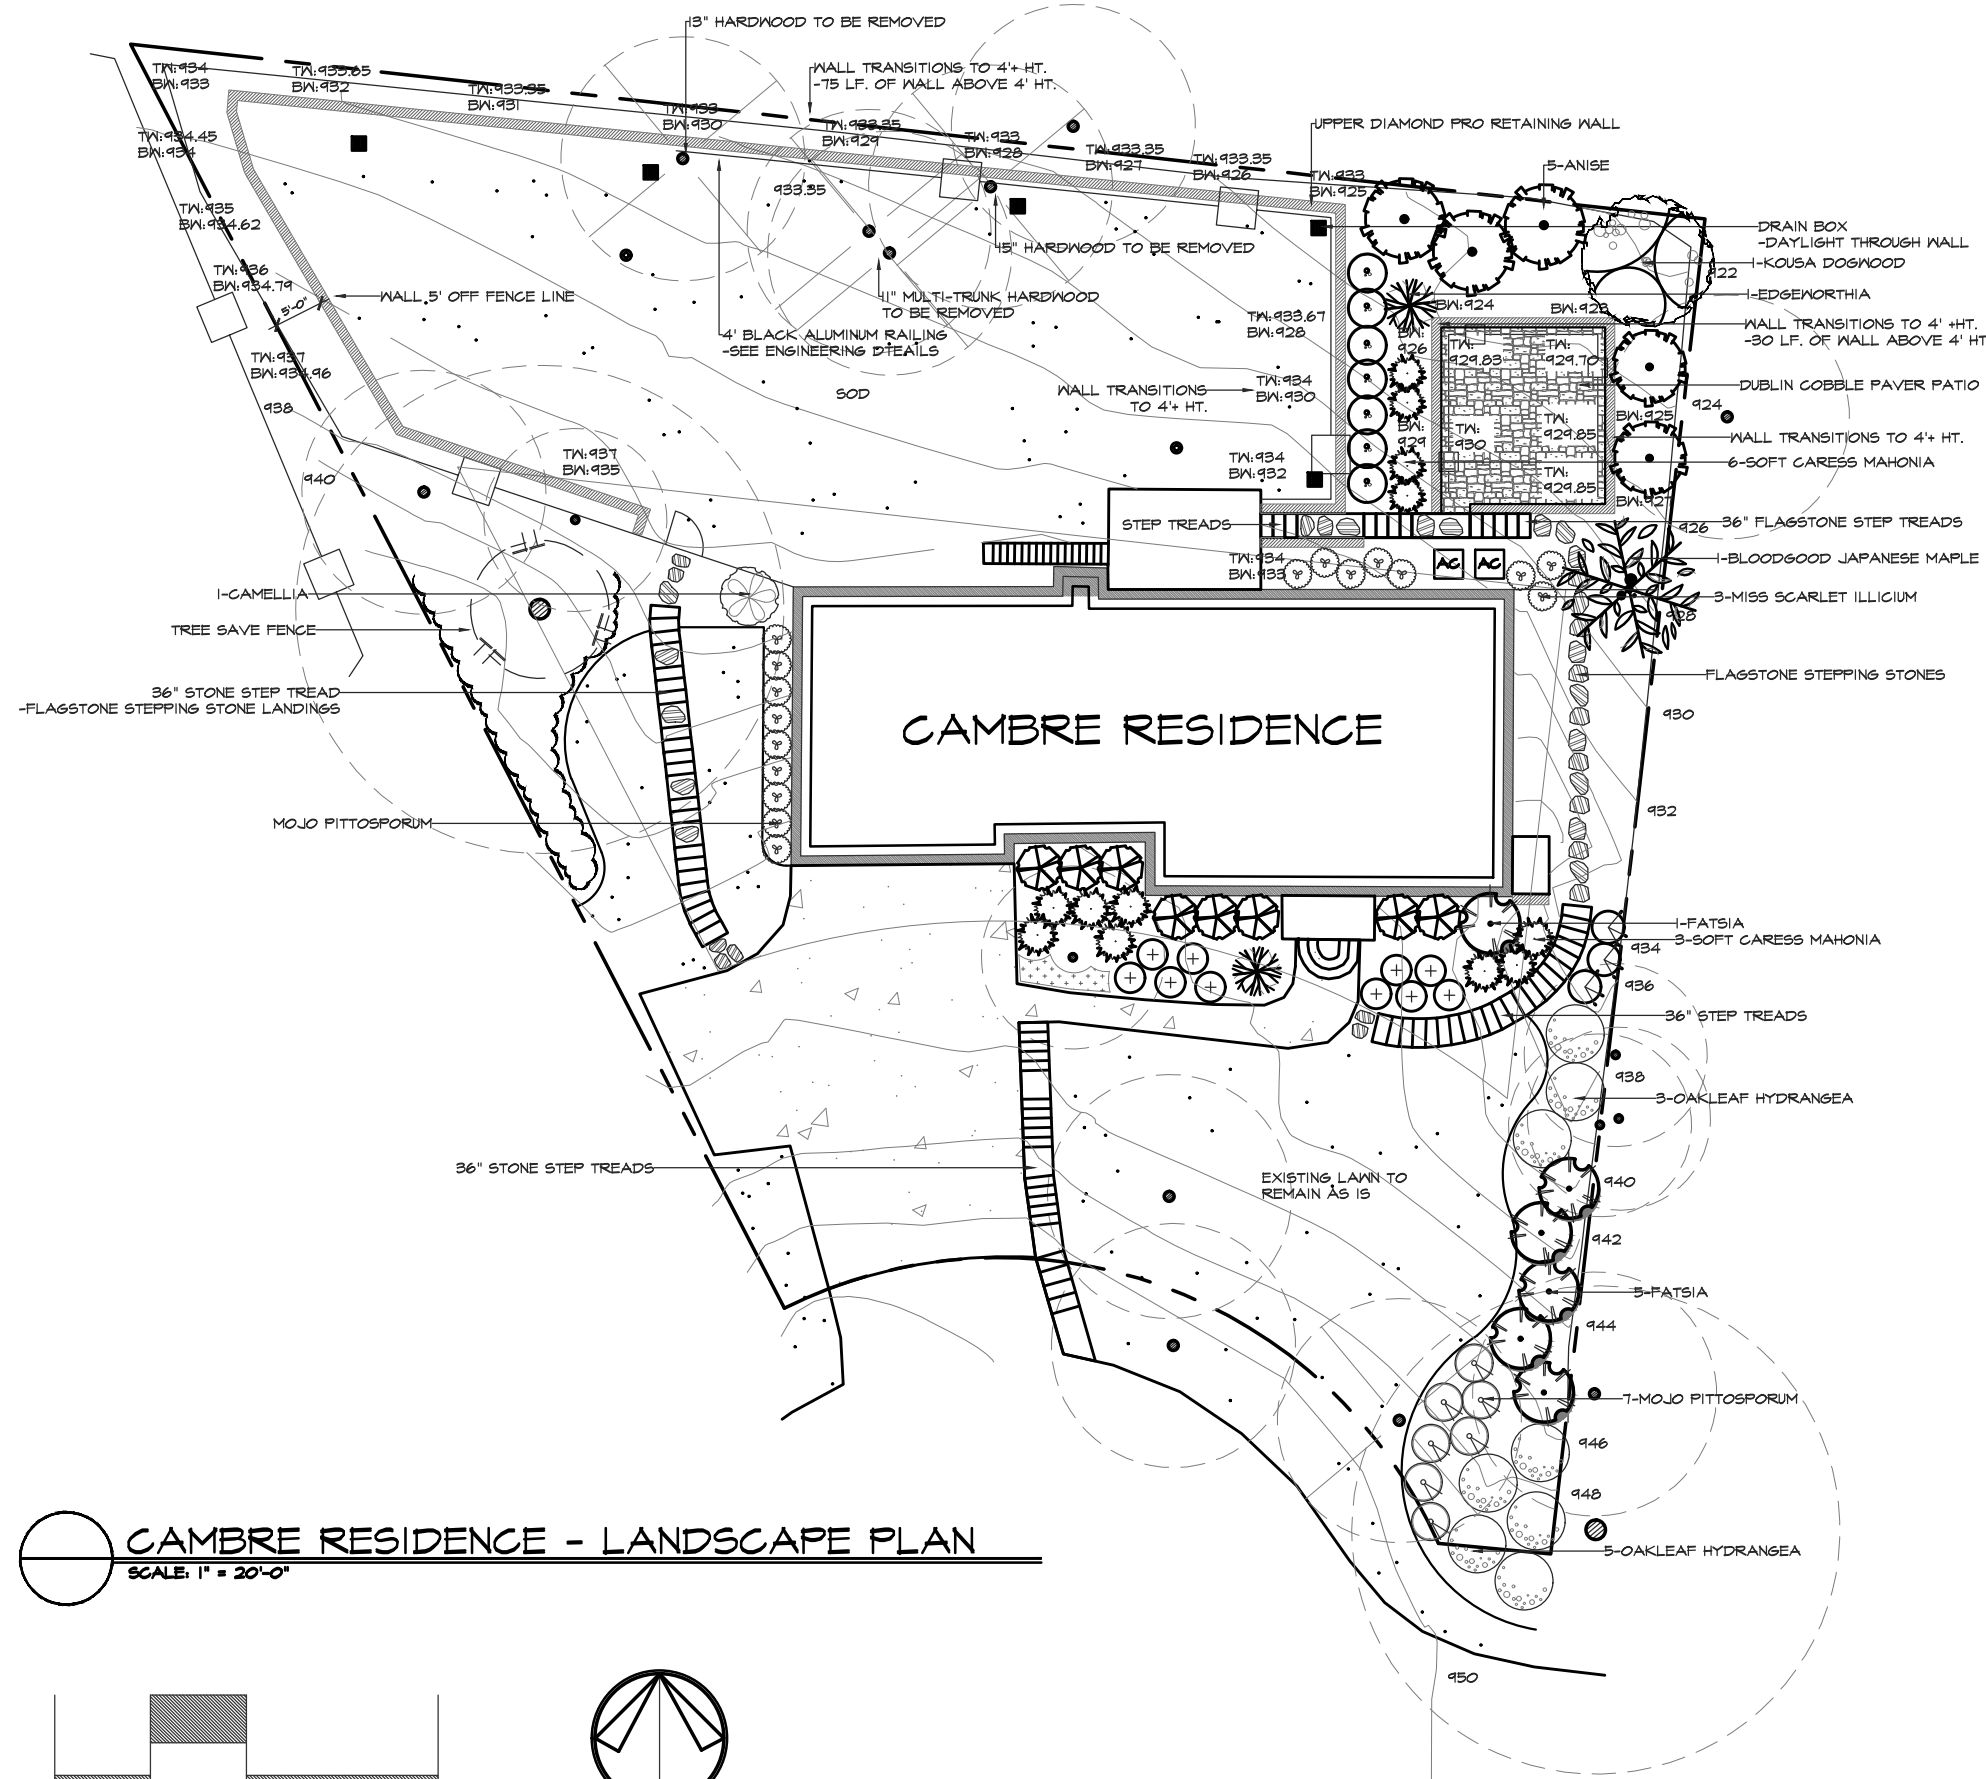 13" HARDWOOD TO BE REMOVED
WALL TRANSITIONS TO 4'+ HT.
-75 LF. OF WALL ABOVE 4' HT.
TW:934
BW:933
TW:933.65
BW:932
TW:933.35
BW:931
TW:933
BW:930
TW:933.35
BW:929
TW:933
BW:928
TW:933.35
BW:927
TW:933.35
BW:926
TW:933
BW:925
UPPER DIAMOND PRO RETAINING WALL
5-ANISE
TW:934.45
BW:934
933.35
TW:935
BW:934.62
15" HARDWOOD TO BE REMOVED
DRAIN BOX
-DAYLIGHT THROUGH WALL
1-KOUSA DOGWOOD
922
TW:936
BW:934.79
5'-0"
WALL 5' OFF FENCE LINE
11" MULTI-TRUNK HARDWOOD
TO BE REMOVED
1-EDGEWORTHIA
BW:924
BW:923
TW:933.67
BW:928
4' BLACK ALUMINUM RAILING
-SEE ENGINEERING DTEAILS
WALL TRANSITIONS TO 4' +HT.
-30 LF. OF WALL ABOVE 4' HT
BW:
926
TW:
929.83
TW:
929.70
TW:937
BW:934.96
SOD
WALL TRANSITIONS
TO 4'+ HT.
TW:934
BW:930
DUBLIN COBBLE PAVER PATIO
938
924
BW:925
BW:
929
TW:
930
TW:
929.85
WALL TRANSITIONS TO 4'+ HT.
TW:937
BW:935
TW:934
BW:932
6-SOFT CARESS MAHONIA
940
TW:
929.85
BW:927
STEP TREADS
36" FLAGSTONE STEP TREADS
926
TW:934
BW:933
AC
AC
1-BLOODGOOD JAPANESE MAPLE
1-CAMELLIA
3-MISS SCARLET ILLICIUM
928
TREE SAVE FENCE
FLAGSTONE STEPPING STONES
36" STONE STEP TREAD
-FLAGSTONE STEPPING STONE LANDINGS
930
CAMBRE RESIDENCE
932
MOJO PITTOSPORUM
1-FATSIA
3-SOFT CARESS MAHONIA
934
936
36" STEP TREADS
938
3-OAKLEAF HYDRANGEA
36" STONE STEP TREADS
EXISTING LAWN TO
REMAIN AS IS
940
942
5-FATSIA
944
7-MOJO PITTOSPORUM
946
948
CAMBRE RESIDENCE - LANDSCAPE PLAN
SCALE: 1" = 20'-0"
5-OAKLEAF HYDRANGEA
950